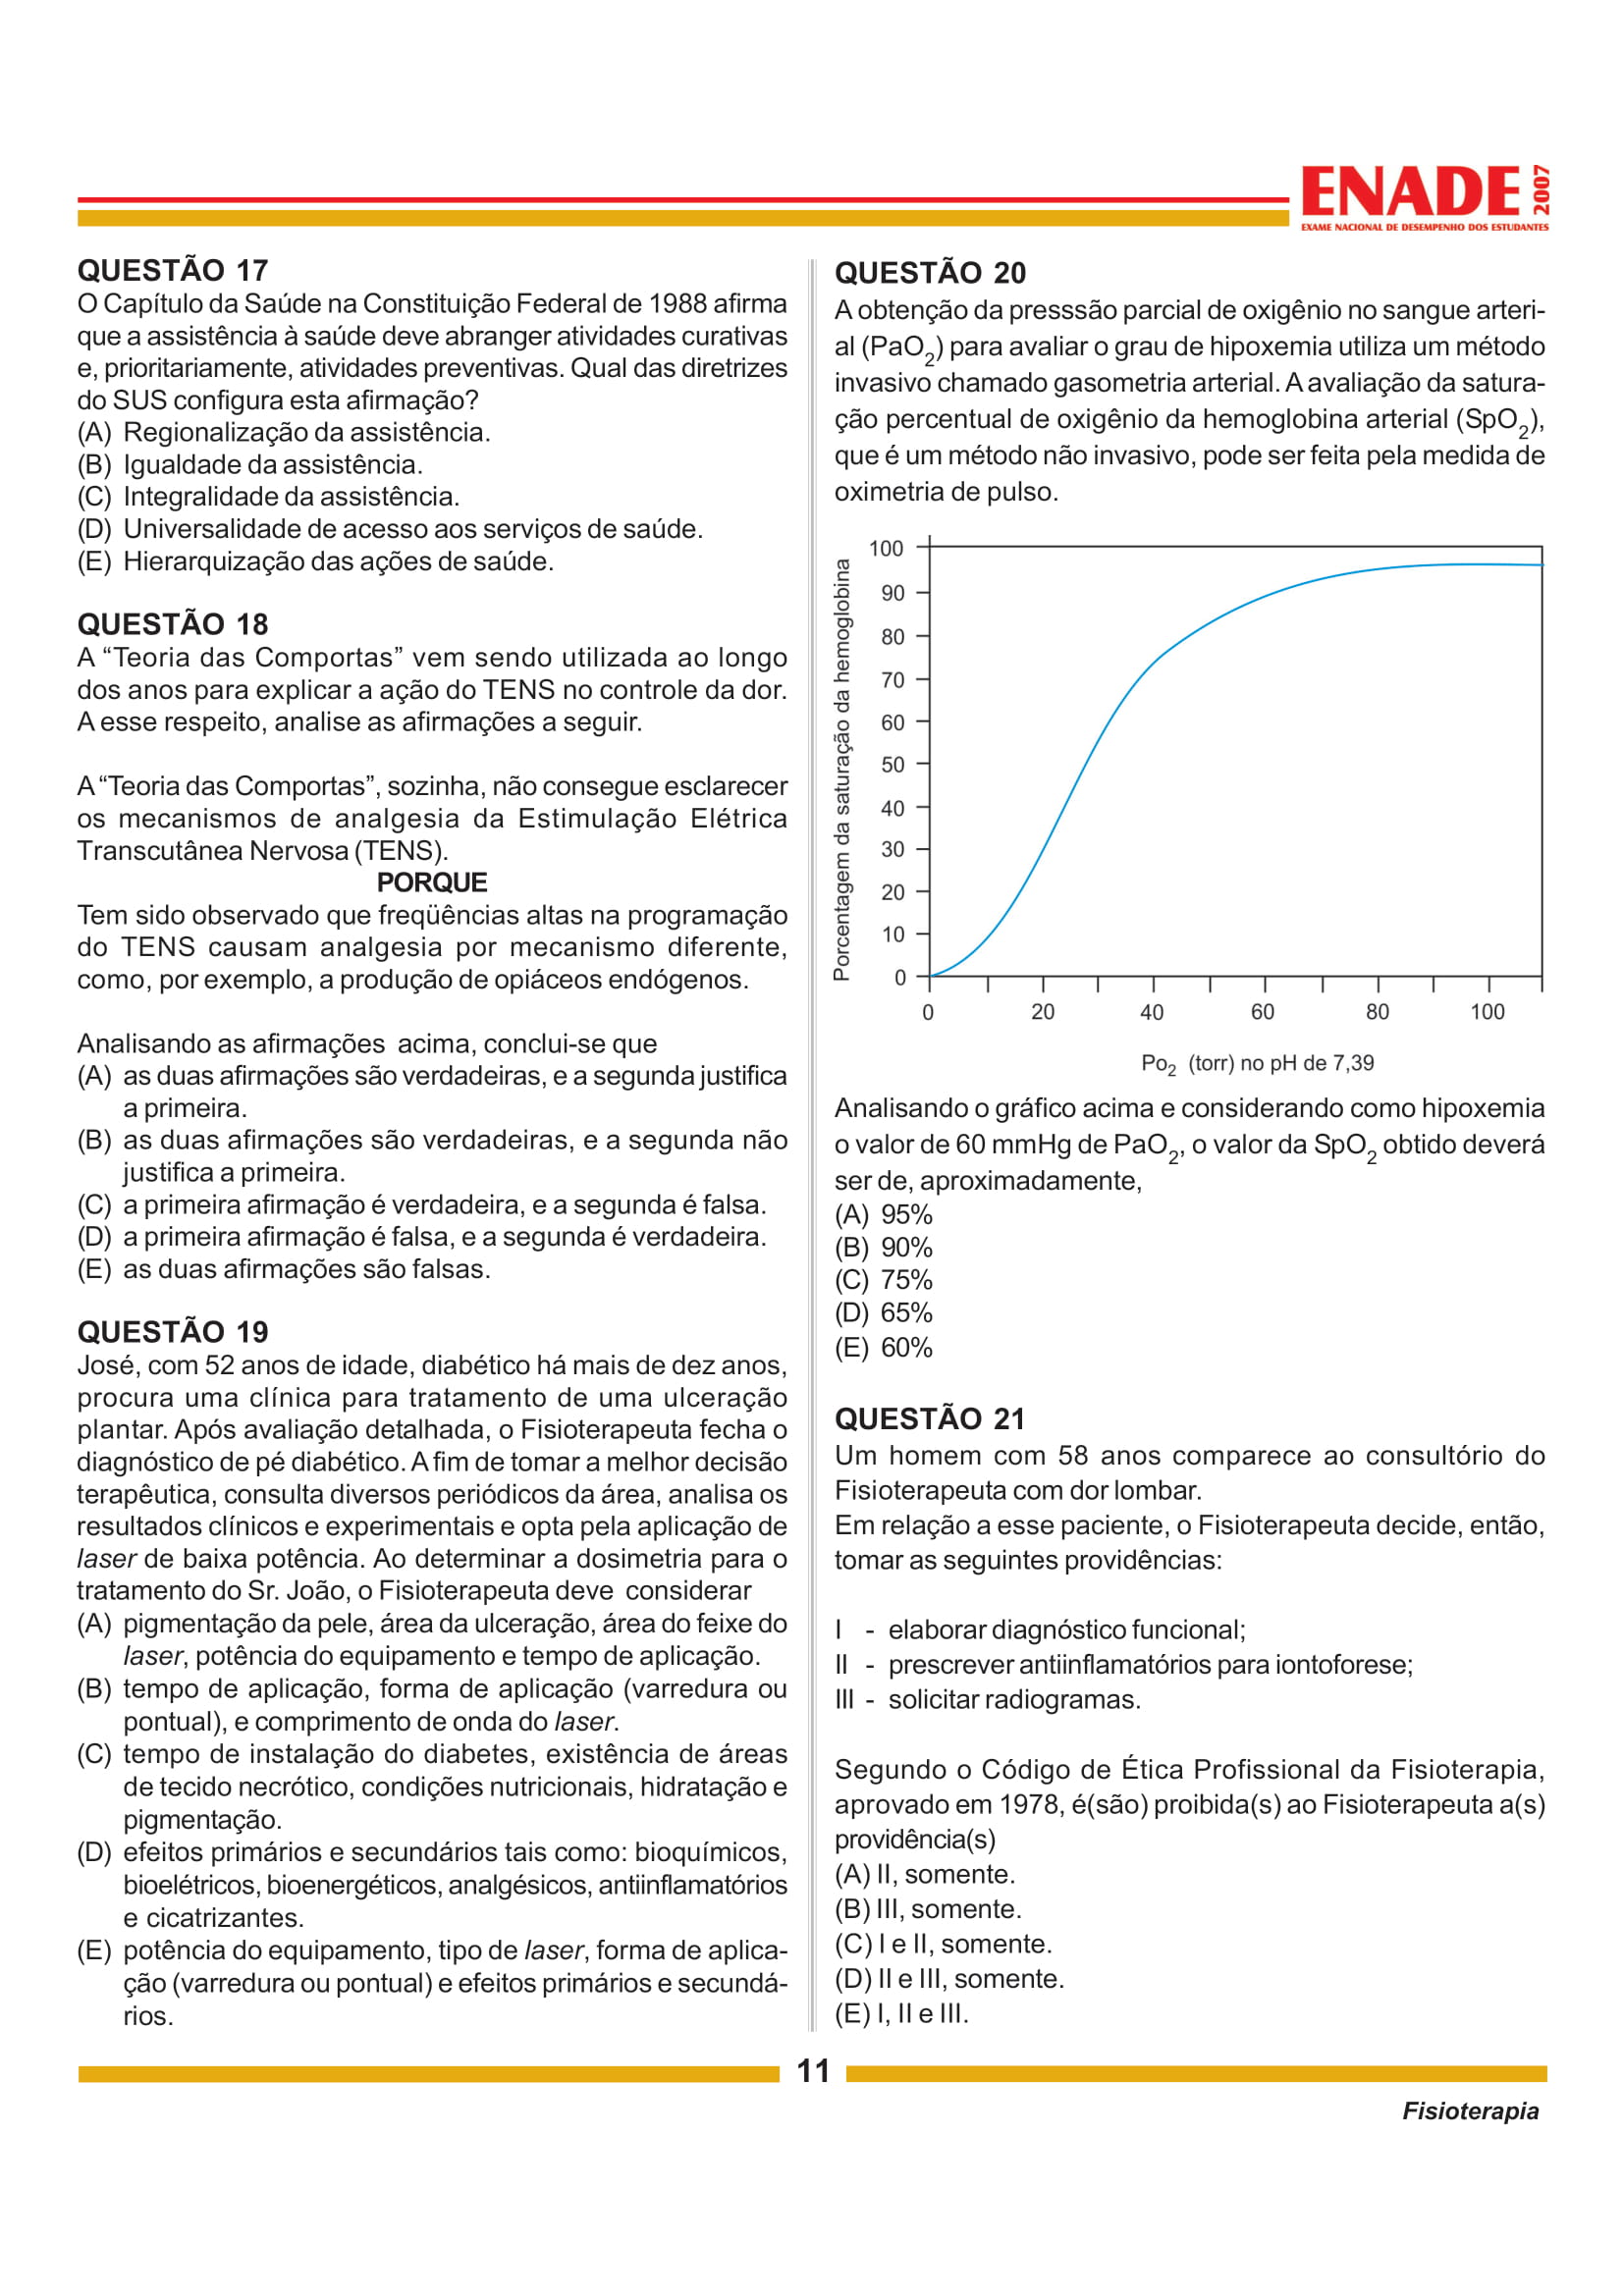 ENADE 2007
EXAME NACIONAL DE DESEMPENHO DOS ESTUDANTES
QUESTÃO 17
O Capítulo da Saúde na Constituição Federal de 1988 afirma
que a assistência à saúde deve abranger atividades curativas
e, prioritariamente, atividades preventivas. Qual das diretrizes
do SUS configura esta afirmação?
(A) Regionalização da assistência.
(B) Igualdade da assistência.
(C) Integralidade da assistência.
(D) Universalidade de acesso aos serviços de saúde.
(E) Hierarquização das ações de saúde.
QUESTÃO 18
A “Teoria das Comportas” vem sendo utilizada ao longo
dos anos para explicar a ação do TENS no controle da dor.
A esse respeito, analise as afirmações a seguir.
A “Teoria das Comportas”, sozinha, não consegue esclarecer
os mecanismos de analgesia da Estimulação Elétrica
Transcutânea Nervosa (TENS).
PORQUE
Tem sido observado que freqüências altas na programação
do TENS causam analgesia por mecanismo diferente,
como, por exemplo, a produção de opiáceos endógenos.
Analisando as afirmações acima, conclui-se que
(A) as duas afirmações são verdadeiras, e a segunda justifica
a primeira.
(B) as duas afirmações são verdadeiras, e a segunda não
justifica a primeira.
(C) a primeira afirmação é verdadeira, e a segunda é falsa.
(D) a primeira afirmação é falsa, e a segunda é verdadeira.
(E) as duas afirmações são falsas.
QUESTÃO 19
José, com 52 anos de idade, diabético há mais de dez anos,
procura uma clínica para tratamento de uma ulceração
plantar. Após avaliação detalhada, o Fisioterapeuta fecha o
diagnóstico de pé diabético. A fim de tomar a melhor decisão
terapêutica, consulta diversos periódicos da área, analisa os
resultados clínicos e experimentais e opta pela aplicação de
laser de baixa potência. Ao determinar a dosimetria para o
tratamento do Sr. João, o Fisioterapeuta deve considerar
(A) pigmentação da pele, área da ulceração, área do feixe do
laser, potência do equipamento e tempo de aplicação.
(B) tempo de aplicação, forma de aplicação (varredura ou
pontual), e comprimento de onda do laser.
(C) tempo de instalação do diabetes, existência de áreas
de tecido necrótico, condições nutricionais, hidratação e
pigmentação.
(D) efeitos primários e secundários tais como: bioquímicos,
bioelétricos, bioenergéticos, analgésicos, antiinflamatórios
e cicatrizantes.
(E) potência do equipamento, tipo de laser, forma de aplica-
ção (varredura ou pontual) e efeitos primários e secundá-
rios.
QUESTÃO 20
A obtenção da presssão parcial de oxigênio no sangue arteri-
al (PaO2) para avaliar o grau de hipoxemia utiliza um método
invasivo chamado gasometria arterial. A avaliação da satura-
ção percentual de oxigênio da hemoglobina arterial (SpO2),
que é um método não invasivo, pode ser feita pela medida de
oximetria de pulso.
Porcentagem da saturação da hemoglobina
100
90
80
70
60
50
40
30
20
10
0
0 20 40 60 80 100
Po2 (torr) no pH de 7,39
Analisando o gráfico acima e considerando como hipoxemia
o valor de 60 mmHg de PaO2, o valor da SpO2 obtido deverá
ser de, aproximadamente,
(A) 95%
(B) 90%
(C) 75%
(D) 65%
(E) 60%
QUESTÃO 21
Um homem com 58 anos comparece ao consultório do
Fisioterapeuta com dor lombar.
Em relação a esse paciente, o Fisioterapeuta decide, então,
tomar as seguintes providências:
I - elaborar diagnóstico funcional;
II - prescrever antiinflamatórios para iontoforese;
III - solicitar radiogramas.
Segundo o Código de Ética Profissional da Fisioterapia,
aprovado em 1978, é(são) proibida(s) ao Fisioterapeuta a(s)
providência(s)
(A) II, somente.
(B) III, somente.
(C) I e II, somente.
(D) II e III, somente.
(E) I, II e III.
11
Fisioterapia